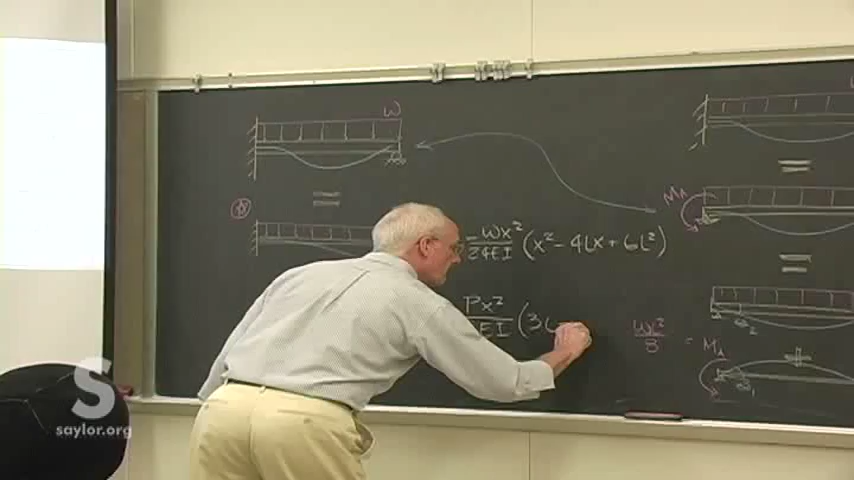 W
=
-wx²/24EI (x² - 4Lx + 6L²)
Px²/EI (3L
wL²/8 = MA
=
MA
=
S
saylor.org